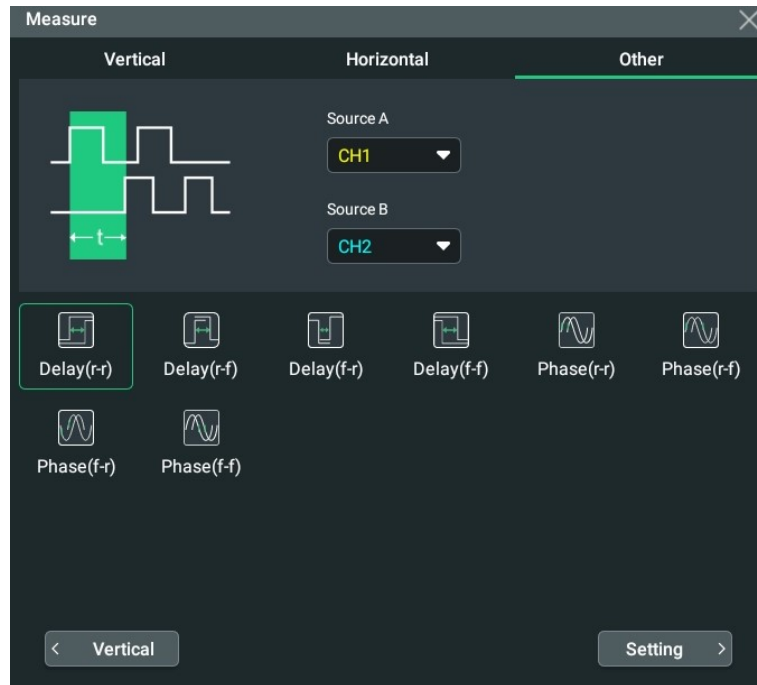 Measure
Vertical Horizontal Other
Source A
CH1
Source B
CH2
t
Delay(r-r) Delay(r-f) Delay(f-r) Delay(f-f) Phase(r-r) Phase(r-f)
Phase(f-r) Phase(f-f)
< Vertical Setting >